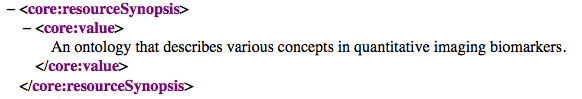 − <core:resourceSynopsis>
− <core:value>
An ontology that describes various concepts in quantitative imaging biomarkers.
</core:value>
</core:resourceSynopsis>